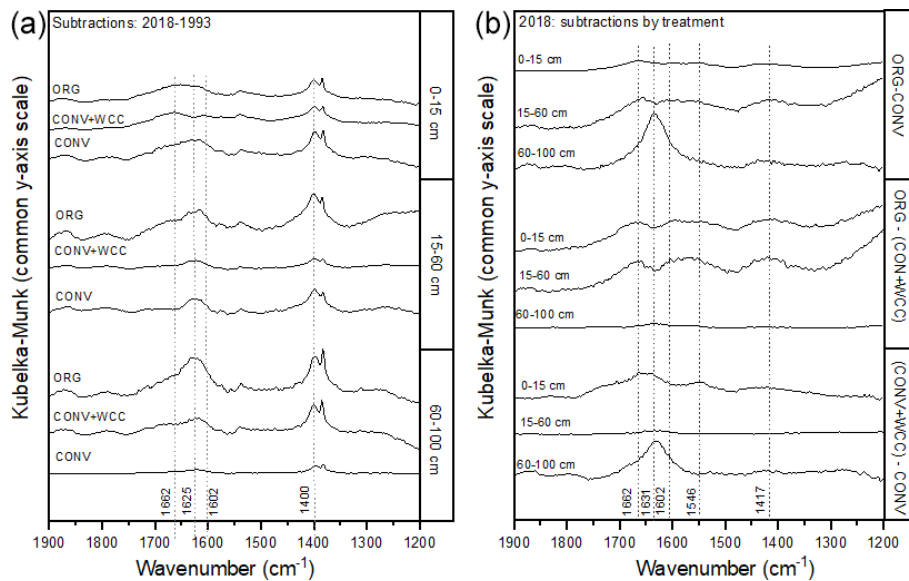 (a)
Subtractions: 2018-1993
Kubelka-Munk (common y-axis scale)
ORG
CONV+WCC
CONV
0-15 cm
ORG
CONV+WCC
CONV
15-60 cm
ORG
CONV+WCC
CONV
60-100 cm
1662
1625
1602
1400
1900 1800 1700 1600 1500 1400 1300 1200
Wavenumber (cm-1)
(b)
2018: subtractions by treatment
Kubelka-Munk (common y-axis scale)
0-15 cm
15-60 cm
60-100 cm
ORG-CONV
0-15 cm
15-60 cm
60-100 cm
ORG - (CON+WCC)
0-15 cm
15-60 cm
60-100 cm
(CONV+WCC) - CONV
1662
1631
1602
1546
1417
1900 1800 1700 1600 1500 1400 1300 1200
Wavenumber (cm-1)